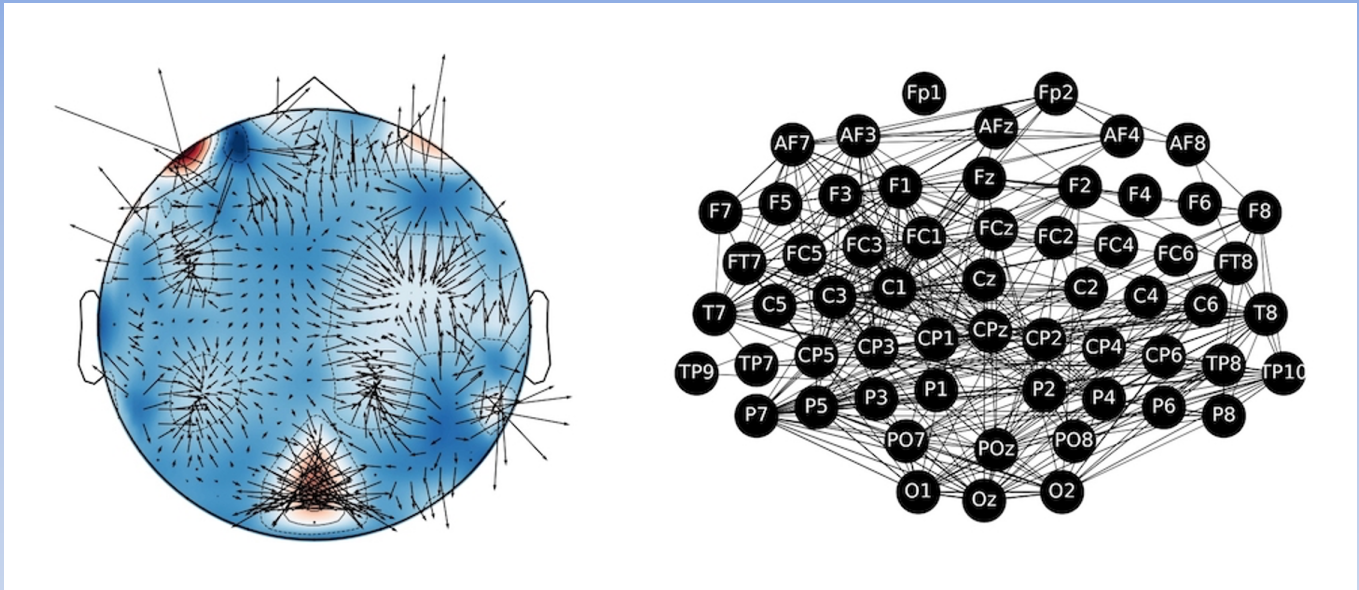 Fp1 Fp2
AF7 AF3 AFz AF4 AF8
F7 F5 F3 F1 Fz F2 F4 F6 F8
FT7 FC5 FC3 FC1 FCz FC2 FC4 FC6 FT8
T7 C5 C3 C1 Cz C2 C4 C6 T8
TP9 TP7 CP5 CP3 CP1 CPz CP2 CP4 CP6 TP8 TP10
P7 P5 P3 P1 P2 P4 P6 P8
PO7 POz PO8
O1 Oz O2